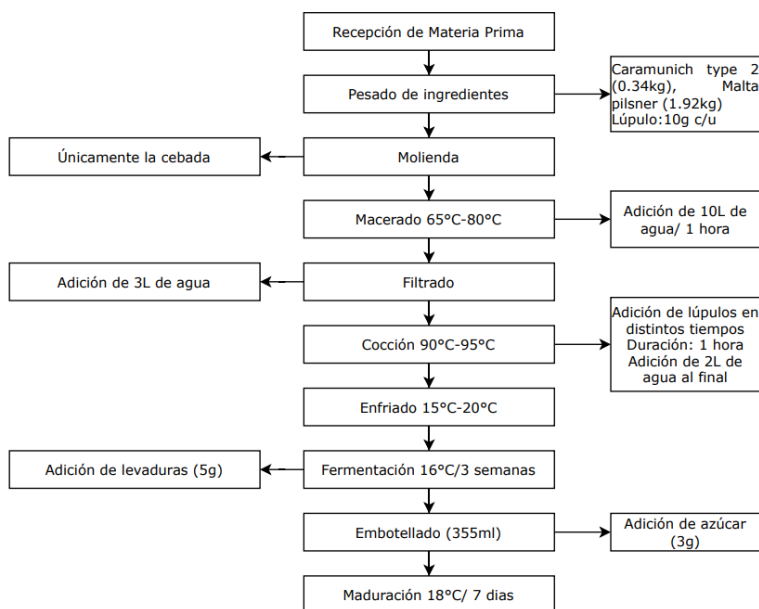 Recepción de Materia Prima
Pesado de ingredientes
Caramunich type 2
(0.34kg), Malta
pilsner (1.92kg)
Lúpulo:10g c/u
Únicamente la cebada
Molienda
Macerado 65°C-80°C
Adición de 10L de
agua/ 1 hora
Adición de 3L de agua
Filtrado
Cocción 90°C-95°C
Adición de lúpulos en
distintos tiempos
Duración: 1 hora
Adición de 2L de
agua al final
Enfriado 15°C-20°C
Adición de levaduras (5g)
Fermentación 16°C/3 semanas
Embotellado (355ml)
Adición de azúcar
(3g)
Maduración 18°C/ 7 dias